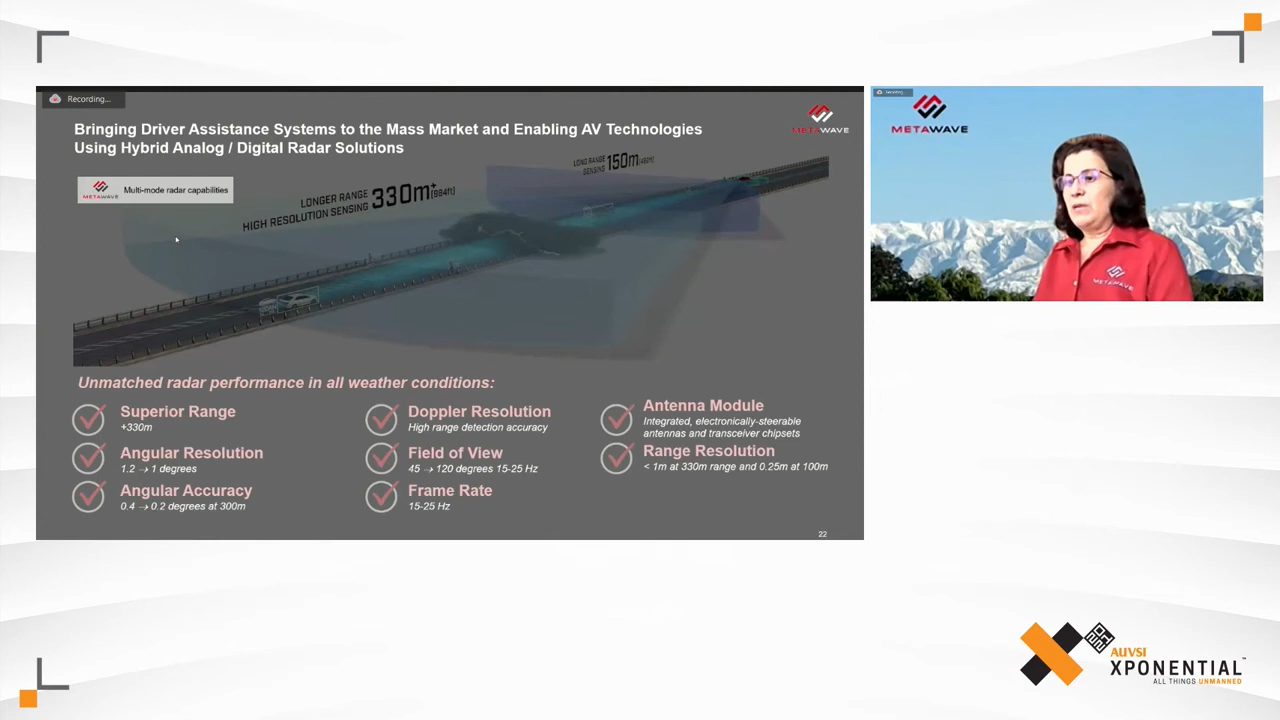 Recording...
Bringing Driver Assistance Systems to the Mass Market and Enabling AV Technologies
Using Hybrid Analog / Digital Radar Solutions
METAWAVE
METAWAVE
Multi-mode radar capabilities
LONGER RANGE
HIGH RESOLUTION SENSING 330m+ (984ft)
LONG RANGE
SENSING 150m
Unmatched radar performance in all weather conditions:
Superior Range
+330m
Angular Resolution
1.2 → 1 degrees
Angular Accuracy
0.4 → 0.2 degrees at 300m
Doppler Resolution
High range detection accuracy
Field of View
45 → 120 degrees 15-25 Hz
Frame Rate
15-25 Hz
Antenna Module
Integrated, electronically-steerable
antennas and transceiver chipsets
Range Resolution
< 1m at 330m range and 0.25m at 100m
22
Recording...
METAWAVE
METAWAVE
AUVSI
XPONENTIAL™
ALL THINGS UNMANNED